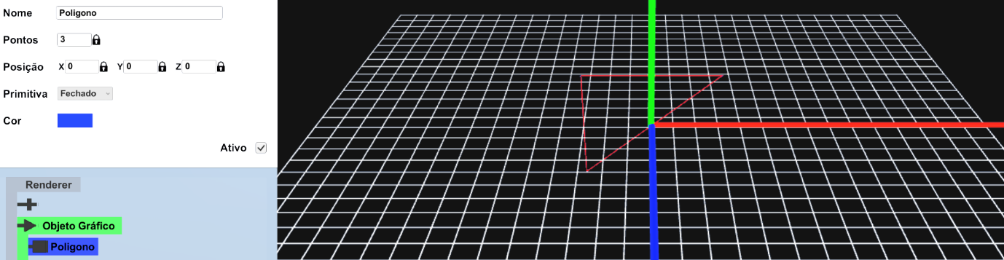 Nome Poligono
Pontos 3
Posição X 0 Y 0 Z 0
Primitiva Fechado
Cor
Ativo
Renderer
Objeto Gráfico
Poligono